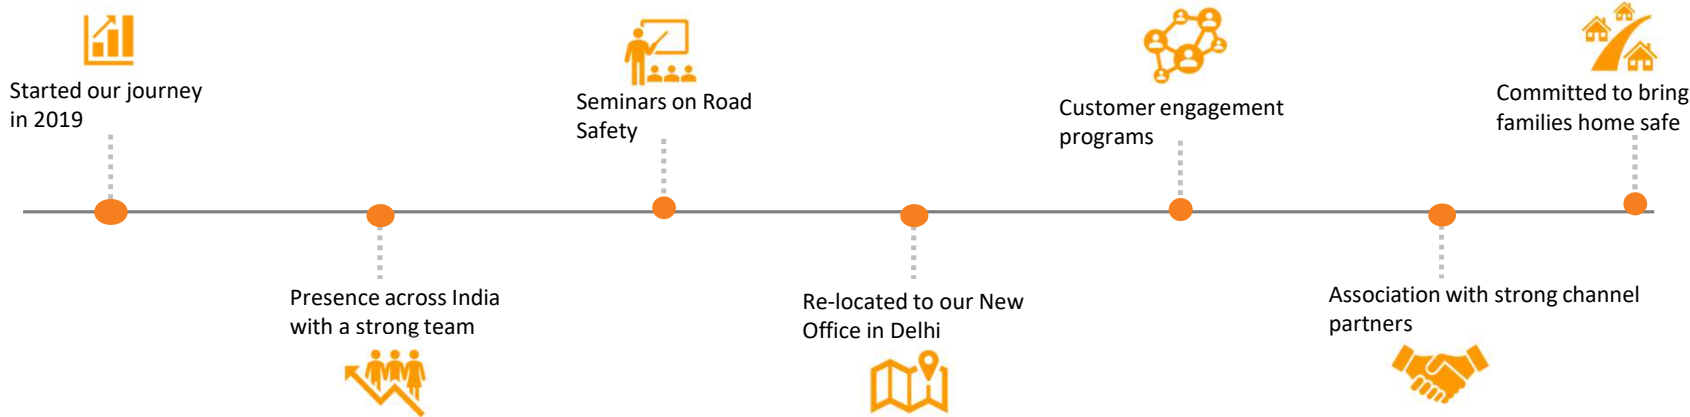 Started our journey
in 2019
Presence across India
with a strong team
Seminars on Road
Safety
Re-located to our New
Office in Delhi
Customer engagement
programs
Association with strong channel
partners
Committed to bring
families home safe